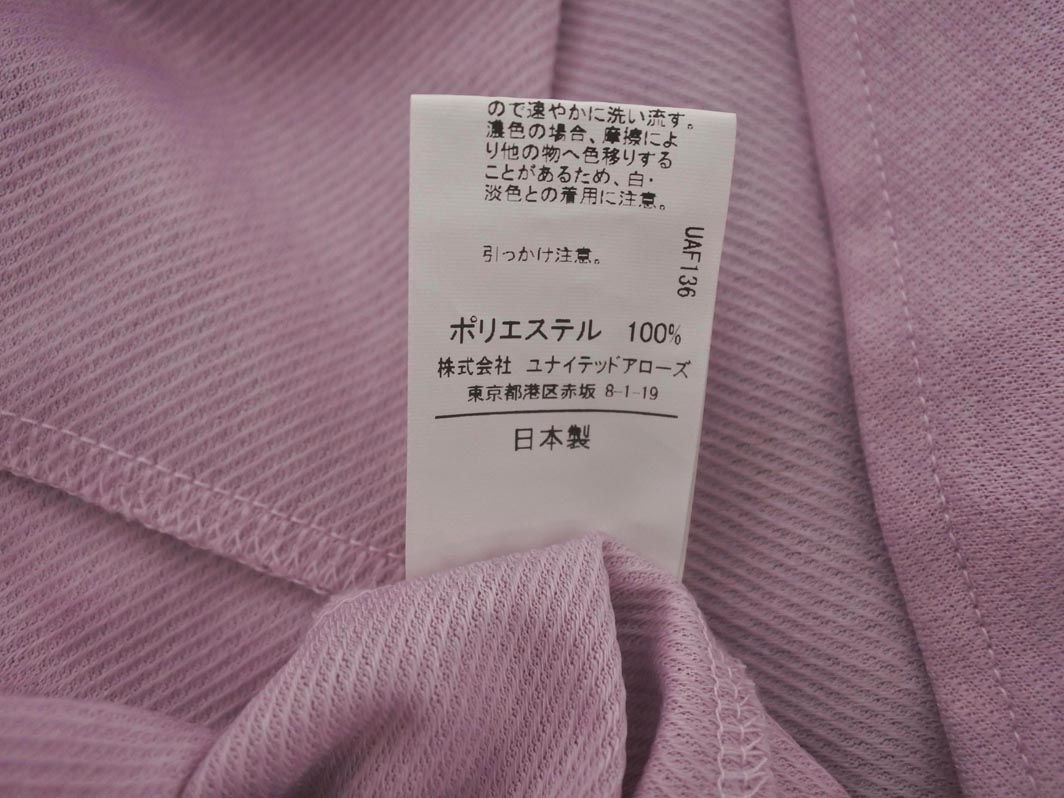 ので速やかに洗い流す。
濃色の場合、摩擦によ
り他の物へ色移りする
ことがあるため、白・
淡色との着用に注意。
引っかけ注意。
UAF136
ポリエステル 100%
株式会社 ユナイテッドアローズ
東京都港区赤坂 8-1-19
日本製